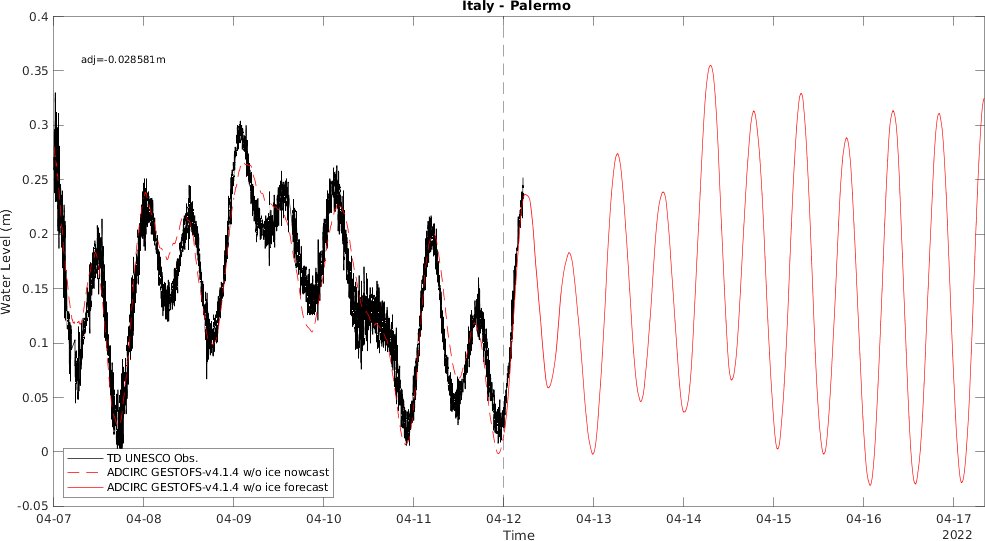 Italy - Palermo
0.4
0.35
0.3
0.25
0.2
0.15
0.1
0.05
0
-0.05
Water Level (m)
adj=-0.028581m
TD UNESCO Obs.
ADCIRC GESTOFS-v4.1.4 w/o ice nowcast
ADCIRC GESTOFS-v4.1.4 w/o ice forecast
04-07 04-08 04-09 04-10 04-11 04-12 04-13 04-14 04-15 04-16 04-17
Time
2022